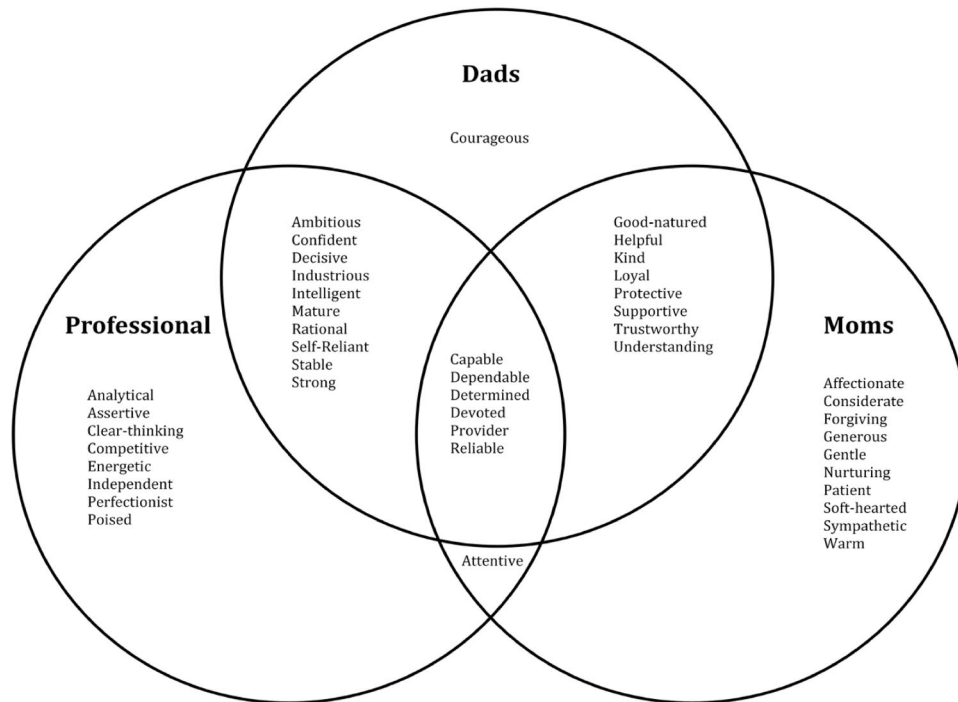 Dads
Courageous
Ambitious
Confident
Decisive
Industrious
Intelligent
Mature
Rational
Self-Reliant
Stable
Strong
Good-natured
Helpful
Kind
Loyal
Protective
Supportive
Trustworthy
Understanding
Professional
Analytical
Assertive
Clear-thinking
Competitive
Energetic
Independent
Perfectionist
Poised
Capable
Dependable
Determined
Devoted
Provider
Reliable
Moms
Affectionate
Considerate
Forgiving
Generous
Gentle
Nurturing
Patient
Soft-hearted
Sympathetic
Warm
Attentive